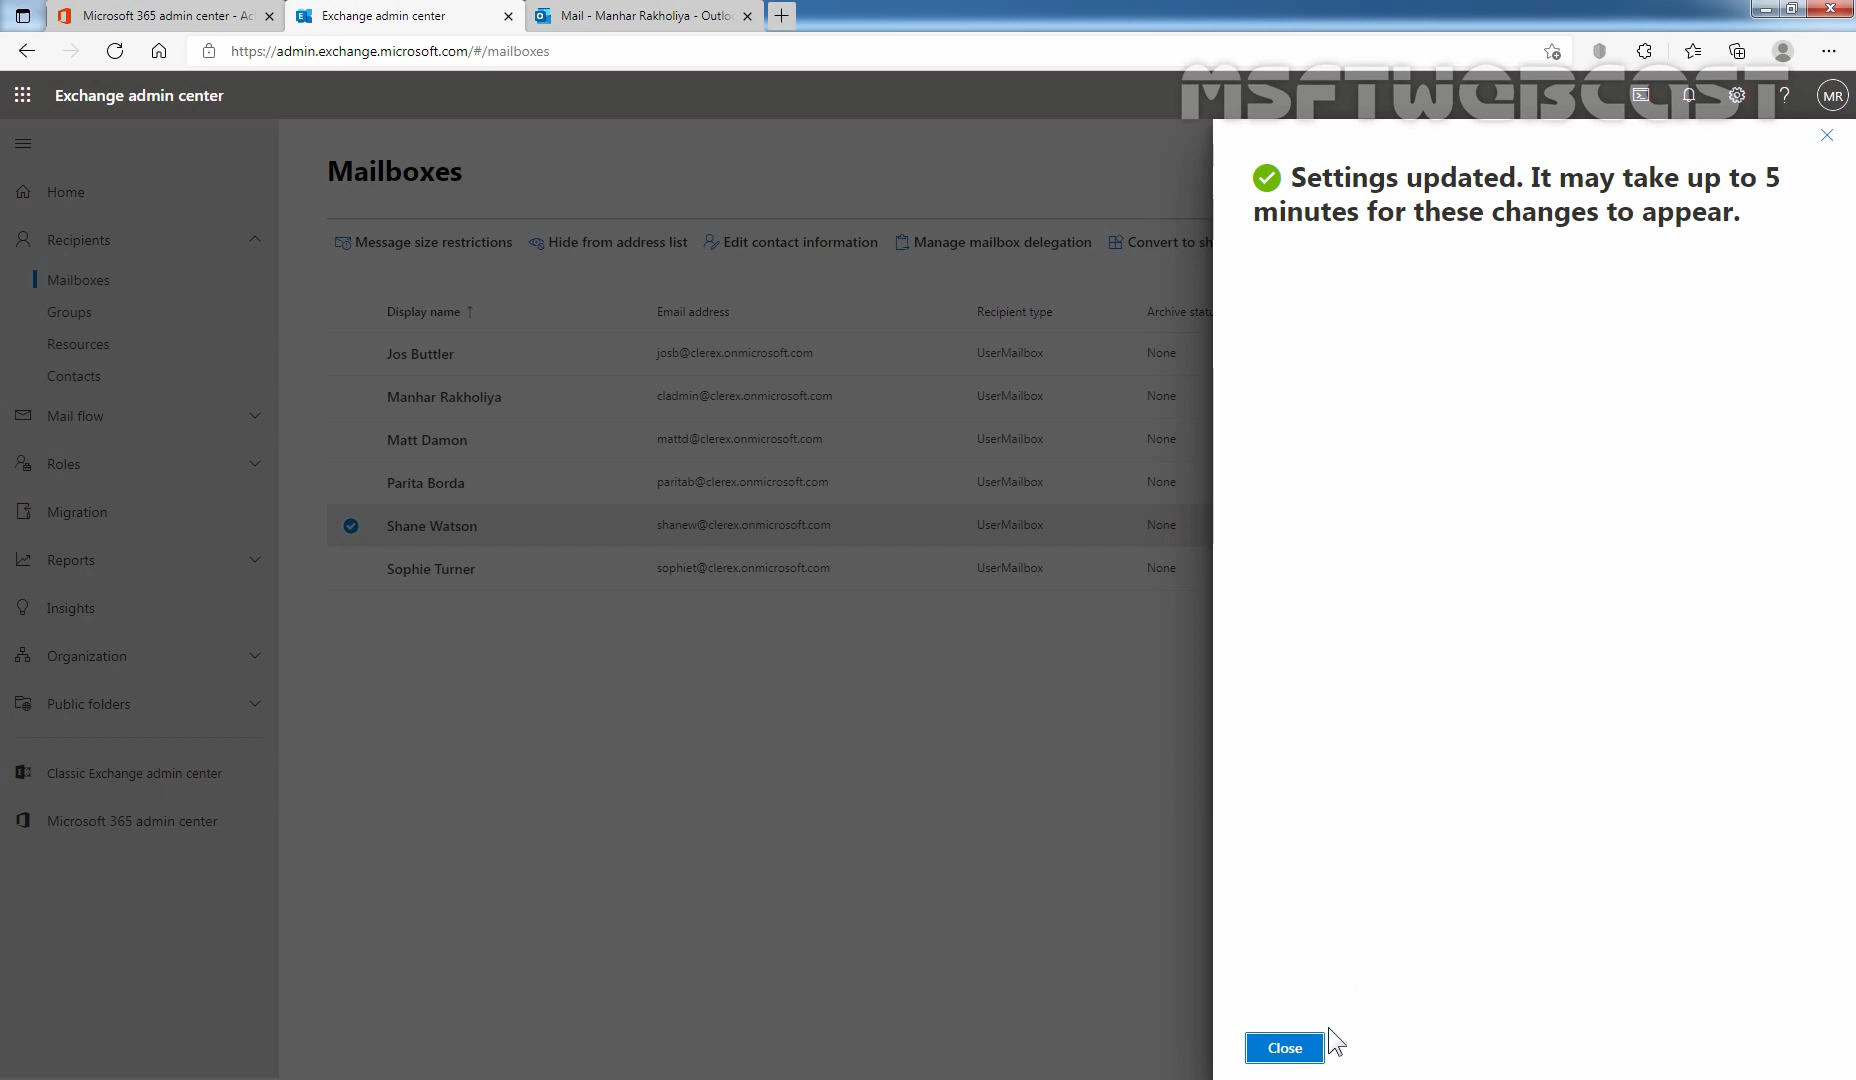 Microsoft 365 admin center - Ac
Exchange admin center
Mail - Manhar Rakholiya - Outlo
https://admin.exchange.microsoft.com/#/mailboxes
MSFTWEBCAST
Exchange admin center
MR
Home
Recipients
Mailboxes
Groups
Resources
Contacts
Mail flow
Roles
Migration
Reports
Insights
Organization
Public folders
Classic Exchange admin center
Microsoft 365 admin center
Mailboxes
Message size restrictions Hide from address list Edit contact information Manage mailbox delegation Convert to sh
Display name ↑ Email address Recipient type Archive statu
Jos Buttler josb@clerex.onmicrosoft.com UserMailbox None
Manhar Rakholiya cladmin@clerex.onmicrosoft.com UserMailbox None
Matt Damon mattd@clerex.onmicrosoft.com UserMailbox None
Parita Borda paritab@clerex.onmicrosoft.com UserMailbox None
Shane Watson shanew@clerex.onmicrosoft.com UserMailbox None
Sophie Turner sophiet@clerex.onmicrosoft.com UserMailbox None
Settings updated. It may take up to 5
minutes for these changes to appear.
Close